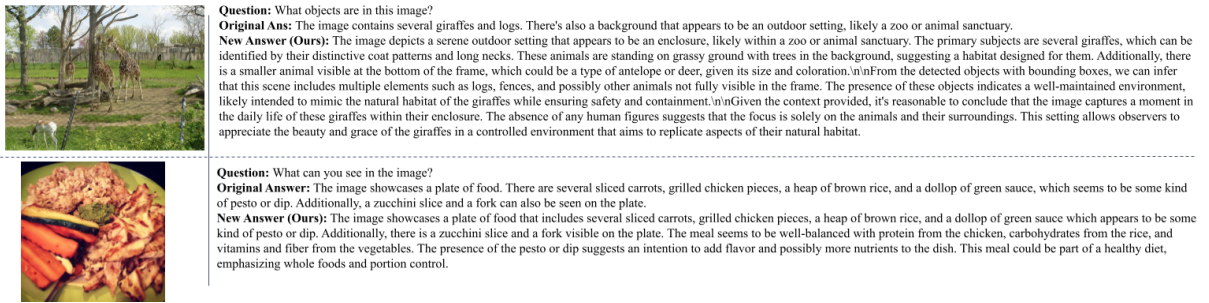 Question: What objects are in this image?
Original Ans: The image contains several giraffes and logs. There's also a background that appears to be an outdoor setting, likely a zoo or animal sanctuary.
New Answer (Ours): The image depicts a serene outdoor setting that appears to be an enclosure, likely within a zoo or animal sanctuary. The primary subjects are several giraffes, which can be
identified by their distinctive coat patterns and long necks. These animals are standing on grassy ground with trees in the background, suggesting a habitat designed for them. Additionally, there
is a smaller animal visible at the bottom of the frame, which could be a type of antelope or deer, given its size and coloration.\n\nFrom the detected objects with bounding boxes, we can infer
that this scene includes multiple elements such as logs, fences, and possibly other animals not fully visible in the frame. The presence of these objects indicates a well-maintained environment,
likely intended to mimic the natural habitat of the giraffes while ensuring safety and containment.\n\nGiven the context provided, it's reasonable to conclude that the image captures a moment in
the daily life of these giraffes within their enclosure. The absence of any human figures suggests that the focus is solely on the animals and their surroundings. This setting allows observers to
appreciate the beauty and grace of the giraffes in a controlled environment that aims to replicate aspects of their natural habitat.
Question: What can you see in the image?
Original Answer: The image showcases a plate of food. There are several sliced carrots, grilled chicken pieces, a heap of brown rice, and a dollop of green sauce, which seems to be some kind
of pesto or dip. Additionally, a zucchini slice and a fork can also be seen on the plate.
New Answer (Ours): The image showcases a plate of food that includes several sliced carrots, grilled chicken pieces, a heap of brown rice, and a dollop of green sauce which appears to be some
kind of pesto or dip. Additionally, there is a zucchini slice and a fork visible on the plate. The meal seems to be well-balanced with protein from the chicken, carbohydrates from the rice, and
vitamins and fiber from the vegetables. The presence of the pesto or dip suggests an intention to add flavor and possibly more nutrients to the dish. This meal could be part of a healthy diet,
emphasizing whole foods and portion control.